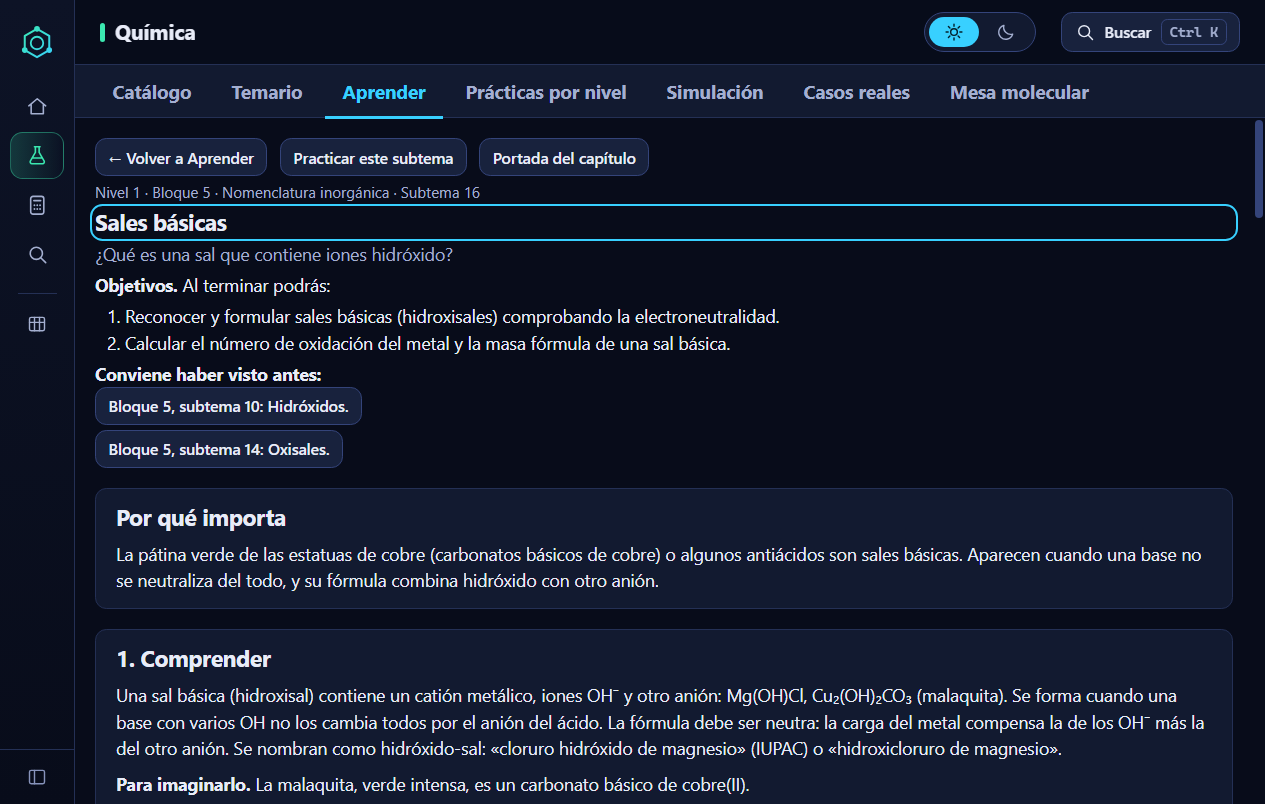 Química
Buscar Ctrl K
Catálogo Temario Aprender Prácticas por nivel Simulación Casos reales Mesa molecular
← Volver a Aprender Practicar este subtema Portada del capítulo
Nivel 1 · Bloque 5 · Nomenclatura inorgánica · Subtema 16
Sales básicas
¿Qué es una sal que contiene iones hidróxido?
Objetivos. Al terminar podrás:
1. Reconocer y formular sales básicas (hidroxisales) comprobando la electroneutralidad.
2. Calcular el número de oxidación del metal y la masa fórmula de una sal básica.
Conviene haber visto antes:
Bloque 5, subtema 10: Hidróxidos.
Bloque 5, subtema 14: Oxisales.
Por qué importa
La pátina verde de las estatuas de cobre (carbonatos básicos de cobre) o algunos antiácidos son sales básicas. Aparecen cuando una base no
se neutraliza del todo, y su fórmula combina hidróxido con otro anión.
1. Comprender
Una sal básica (hidroxisal) contiene un catión metálico, iones OH⁻ y otro anión: Mg(OH)Cl, Cu₂(OH)₂CO₃ (malaquita). Se forma cuando una
base con varios OH no los cambia todos por el anión del ácido. La fórmula debe ser neutra: la carga del metal compensa la de los OH⁻ más la
del otro anión. Se nombran como hidróxido-sal: «cloruro hidróxido de magnesio» (IUPAC) o «hidroxicloruro de magnesio».
Para imaginarlo. La malaquita, verde intensa, es un carbonato básico de cobre(II).